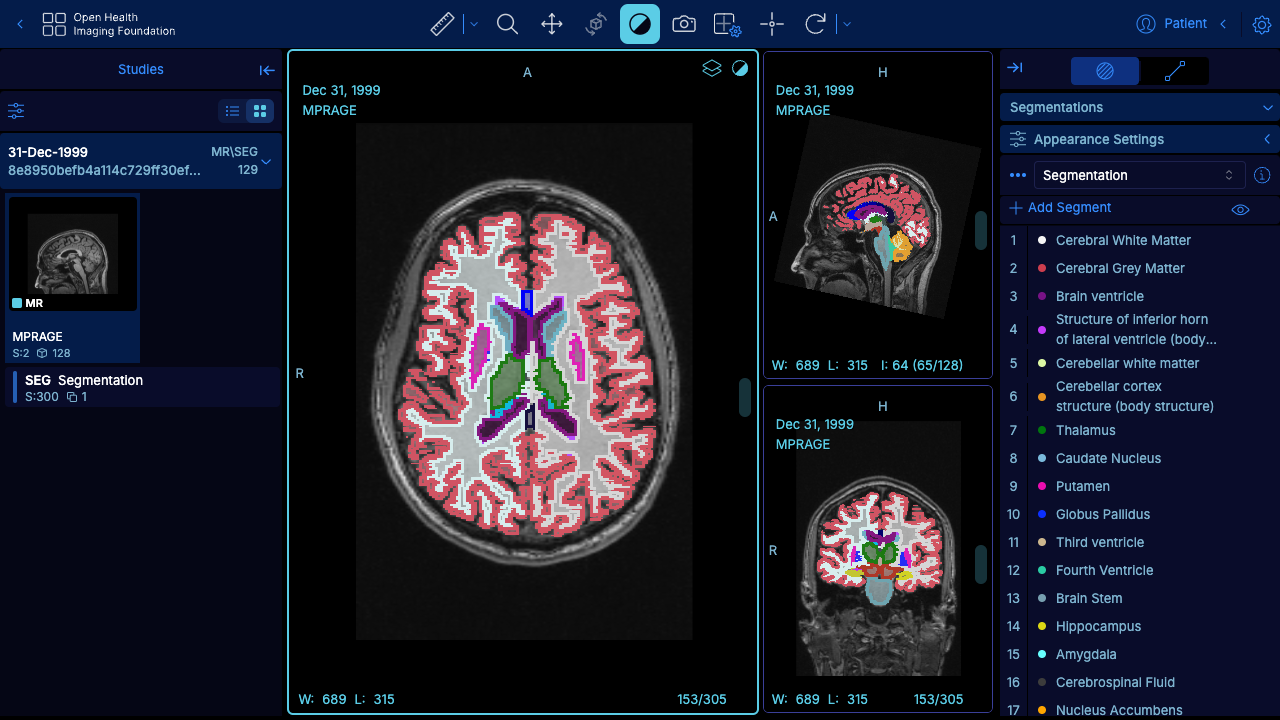 Open Health
Imaging Foundation
Patient
Studies
31-Dec-1999
MR\SEG
8e8950befb4a114c729ff30ef...
129
MR
MPRAGE
S:2 128
SEG Segmentation
S:300 1
A
Dec 31, 1999
MPRAGE
R
W: 689 L: 315
153/305
H
Dec 31, 1999
MPRAGE
A
W: 689 L: 315 I: 64 (65/128)
H
Dec 31, 1999
MPRAGE
R
W: 689 L: 315
153/305
Segmentations
Appearance Settings
Segmentation
Add Segment
1 Cerebral White Matter
2 Cerebral Grey Matter
3 Brain ventricle
4 Structure of inferior horn
of lateral ventricle (body...
5 Cerebellar white matter
6 Cerebellar cortex
structure (body structure)
7 Thalamus
8 Caudate Nucleus
9 Putamen
10 Globus Pallidus
11 Third ventricle
12 Fourth Ventricle
13 Brain Stem
14 Hippocampus
15 Amygdala
16 Cerebrospinal Fluid
17 Nucleus Accumbens